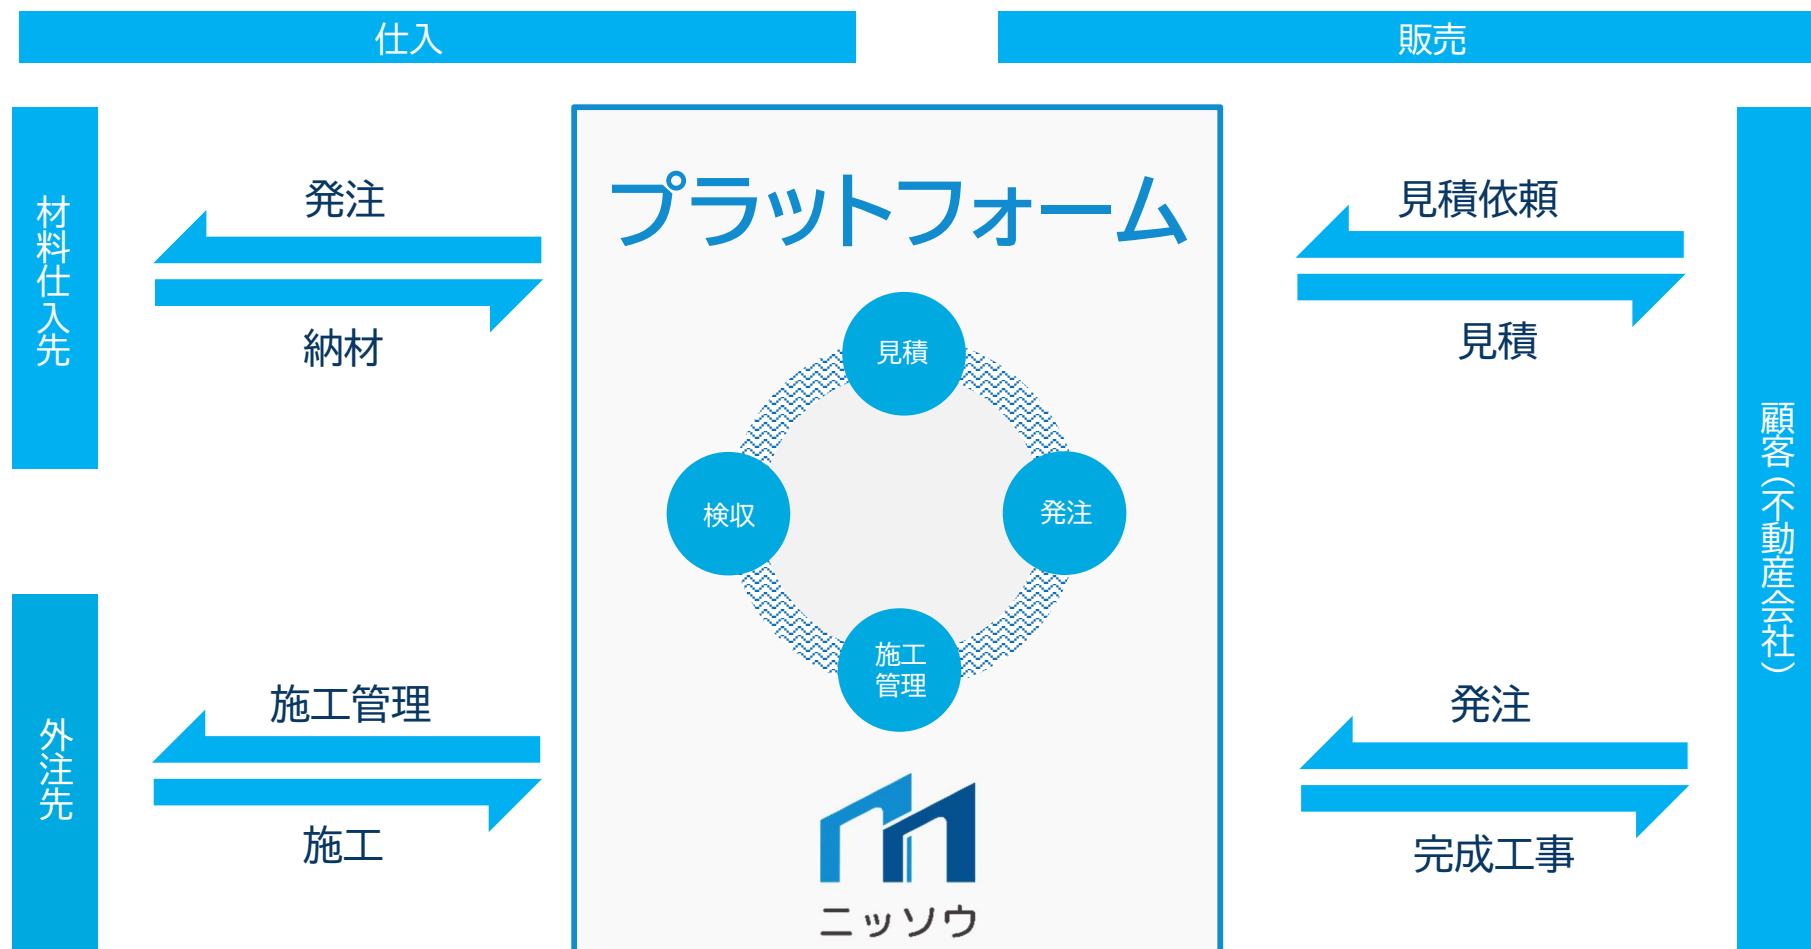 仕入
販売
材料仕入先
発注
納材
プラットフォーム
見積
発注
施工
管理
検収
ニッソウ
見積依頼
見積
顧客(不動産会社)
外注先
施工管理
施工
発注
完成工事